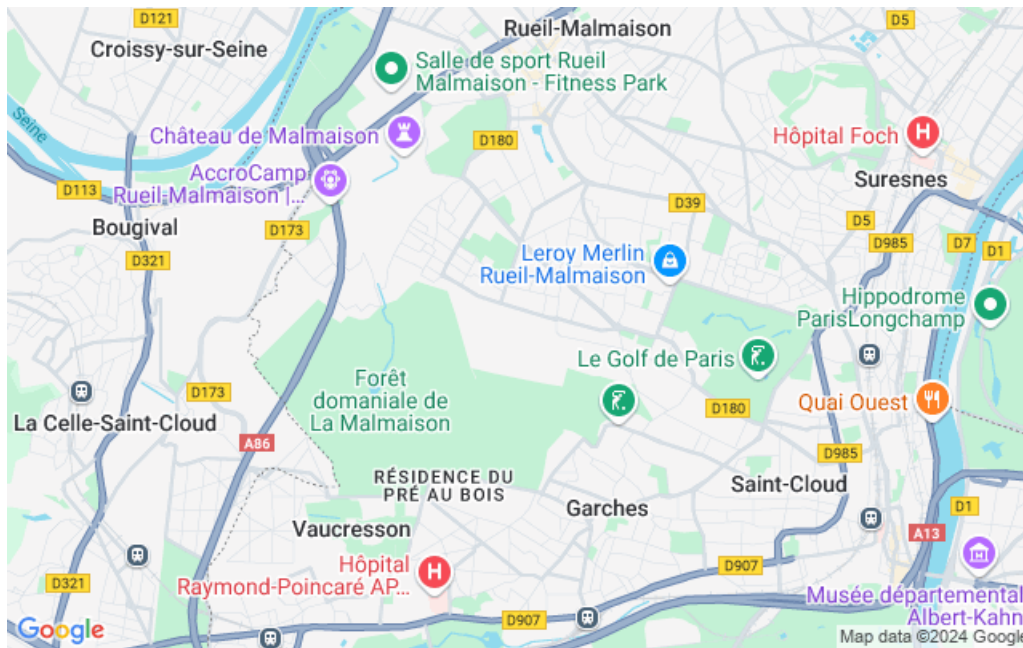 D121
Croissy-sur-Seine
Rueil-Malmaison
D5
Salle de sport Rueil
Malmaison - Fitness Park
Seine
Château de Malmaison
D180
Hôpital Foch
AccroCamp
Rueil-Malmaison |...
D113
Suresnes
D39
Bougival
D173
D5
D985
D7
D1
D321
Leroy Merlin
Rueil-Malmaison
Hippodrome
ParisLongchamp
Le Golf de Paris
Forêt
domaniale de
La Malmaison
D173
D180
Quai Ouest
La Celle-Saint-Cloud
A86
D985
RÉSIDENCE DU
PRÉ AU BOIS
Saint-Cloud
Garches
D1
Vaucresson
A13
Hôpital
Raymond-Poincaré AP...
D907
D321
Musée départemental
Albert-Kahn
D907
Google
Map data ©2024 Google